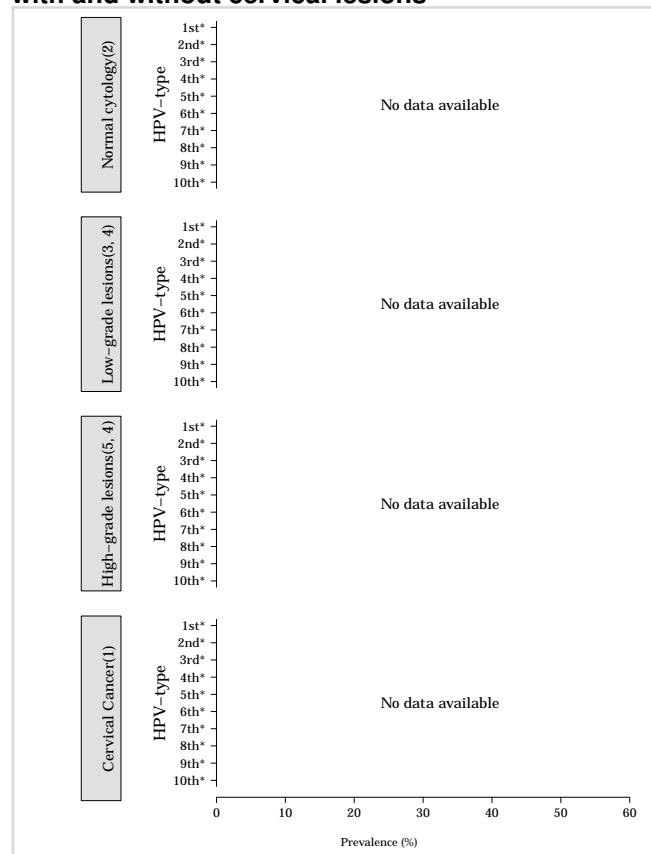 with and without cervical lesions
Normal cytology(2)
HPV−type
1st*
2nd*
3rd*
4th*
5th*
6th*
7th*
8th*
9th*
10th*
No data available
Low−grade lesions(3, 4)
HPV−type
1st*
2nd*
3rd*
4th*
5th*
6th*
7th*
8th*
9th*
10th*
No data available
High−grade lesions(5, 4)
HPV−type
1st*
2nd*
3rd*
4th*
5th*
6th*
7th*
8th*
9th*
10th*
No data available
Cervical Cancer(1)
HPV−type
1st*
2nd*
3rd*
4th*
5th*
6th*
7th*
8th*
9th*
10th*
No data available
0 10 20 30 40 50 60
Prevalence (%)